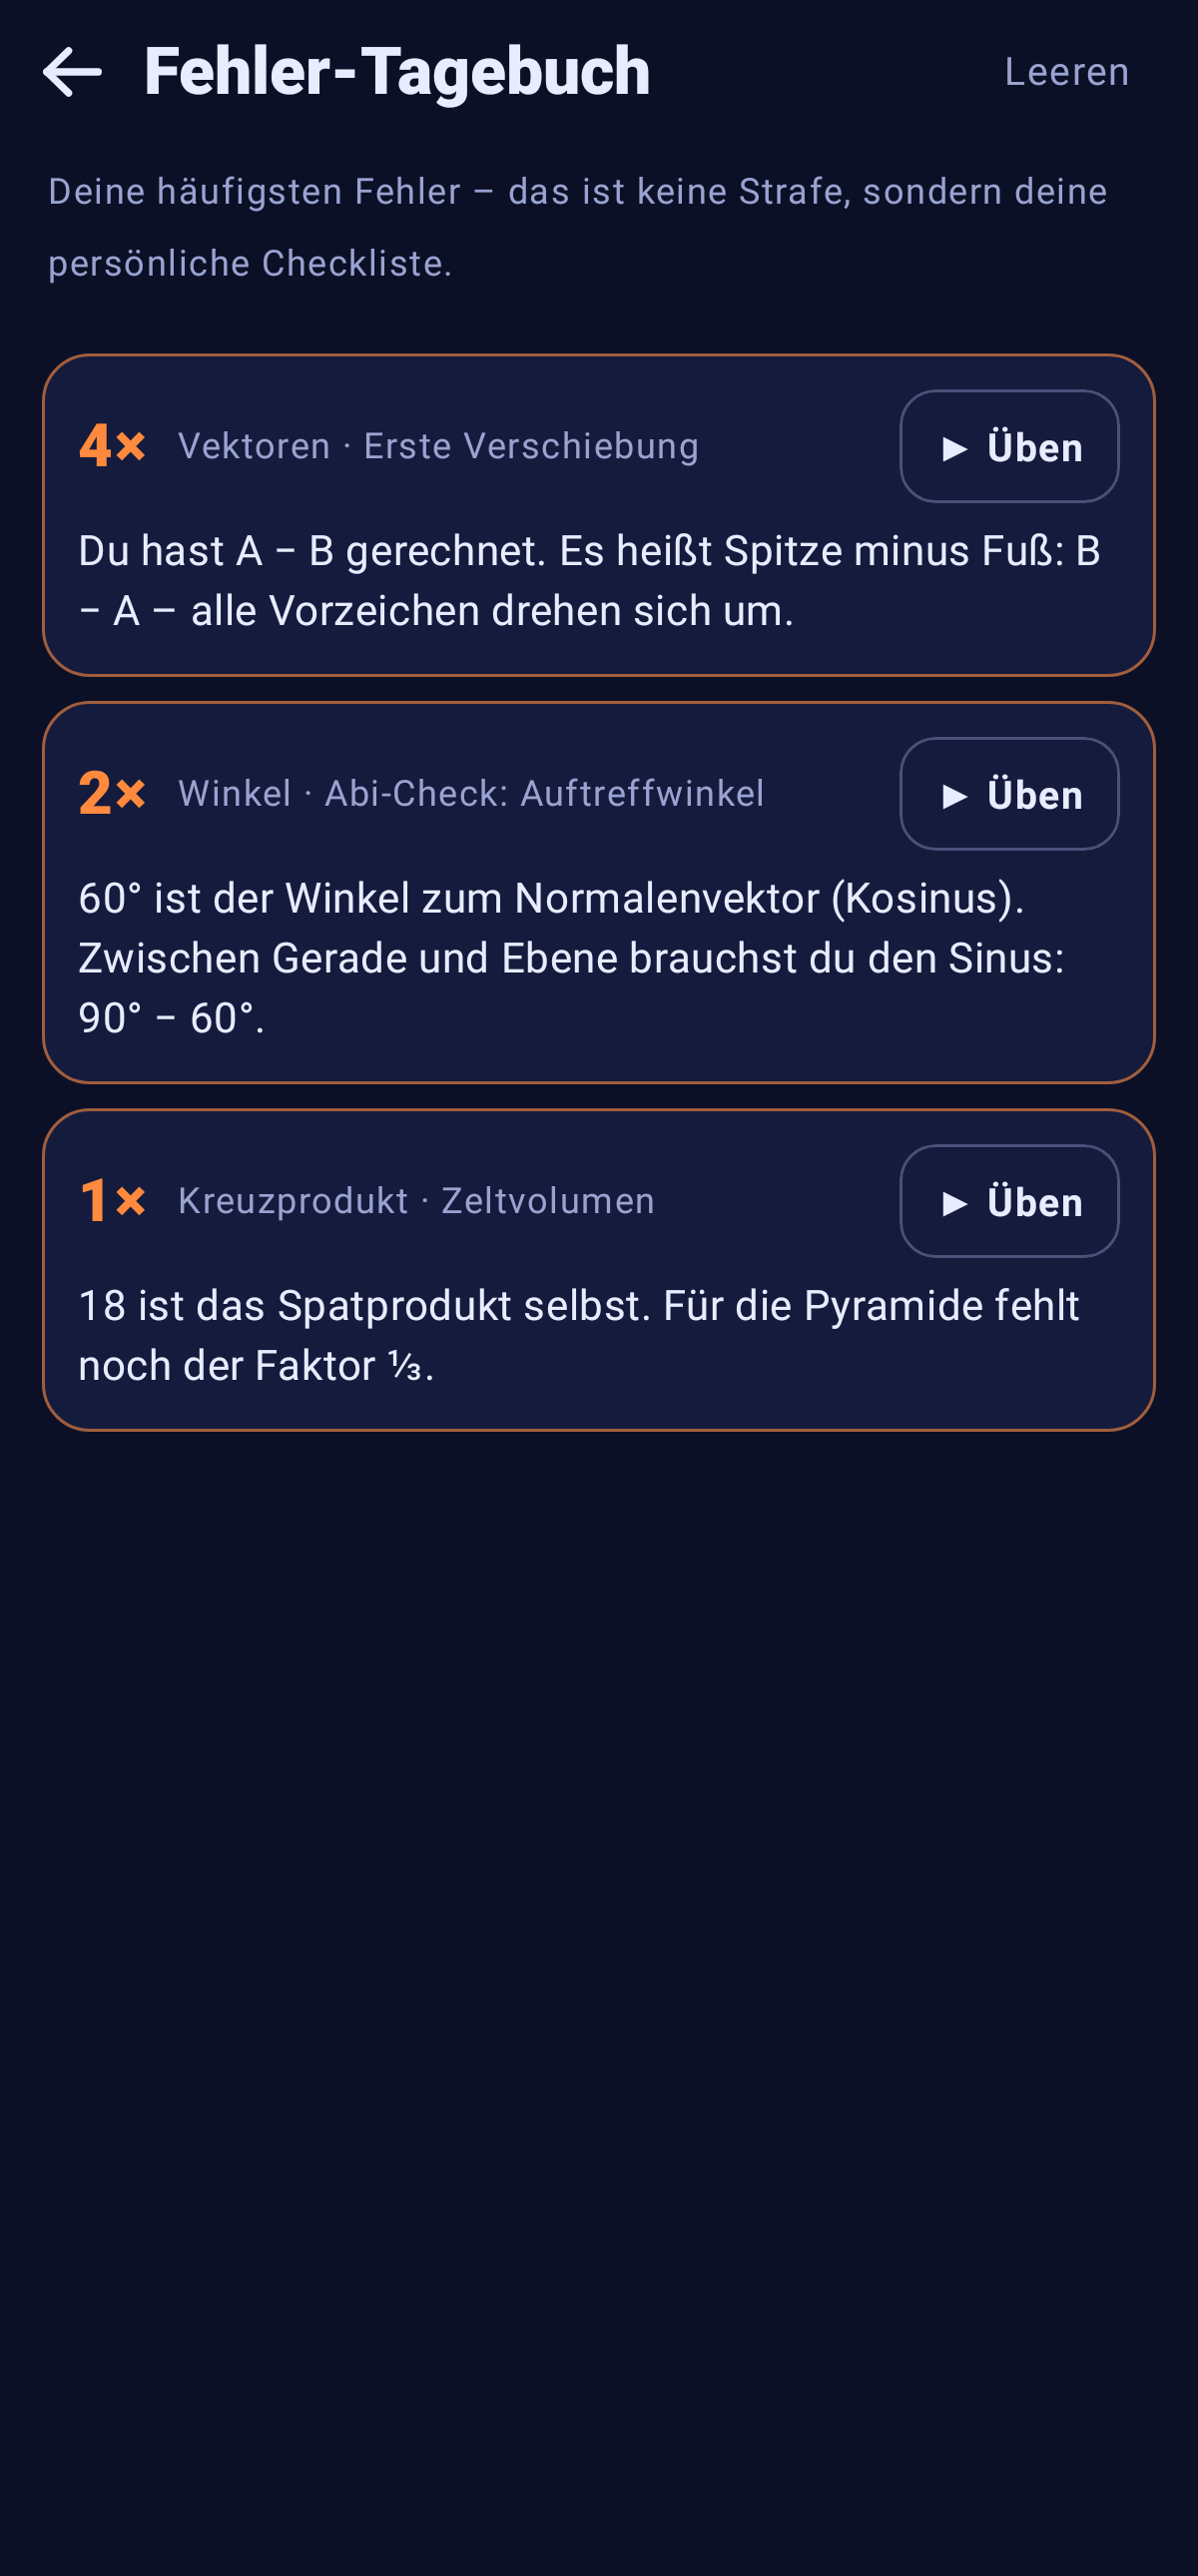 Fehler-Tagebuch
Leeren
Deine häufigsten Fehler – das ist keine Strafe, sondern deine
persönliche Checkliste.
4× Vektoren · Erste Verschiebung
▶ Üben
Du hast A − B gerechnet. Es heißt Spitze minus Fuß: B
− A – alle Vorzeichen drehen sich um.
2× Winkel · Abi-Check: Auftreffwinkel
▶ Üben
60° ist der Winkel zum Normalenvektor (Kosinus).
Zwischen Gerade und Ebene brauchst du den Sinus:
90° − 60°.
1× Kreuzprodukt · Zeltvolumen
▶ Üben
18 ist das Spatprodukt selbst. Für die Pyramide fehlt
noch der Faktor ⅓.